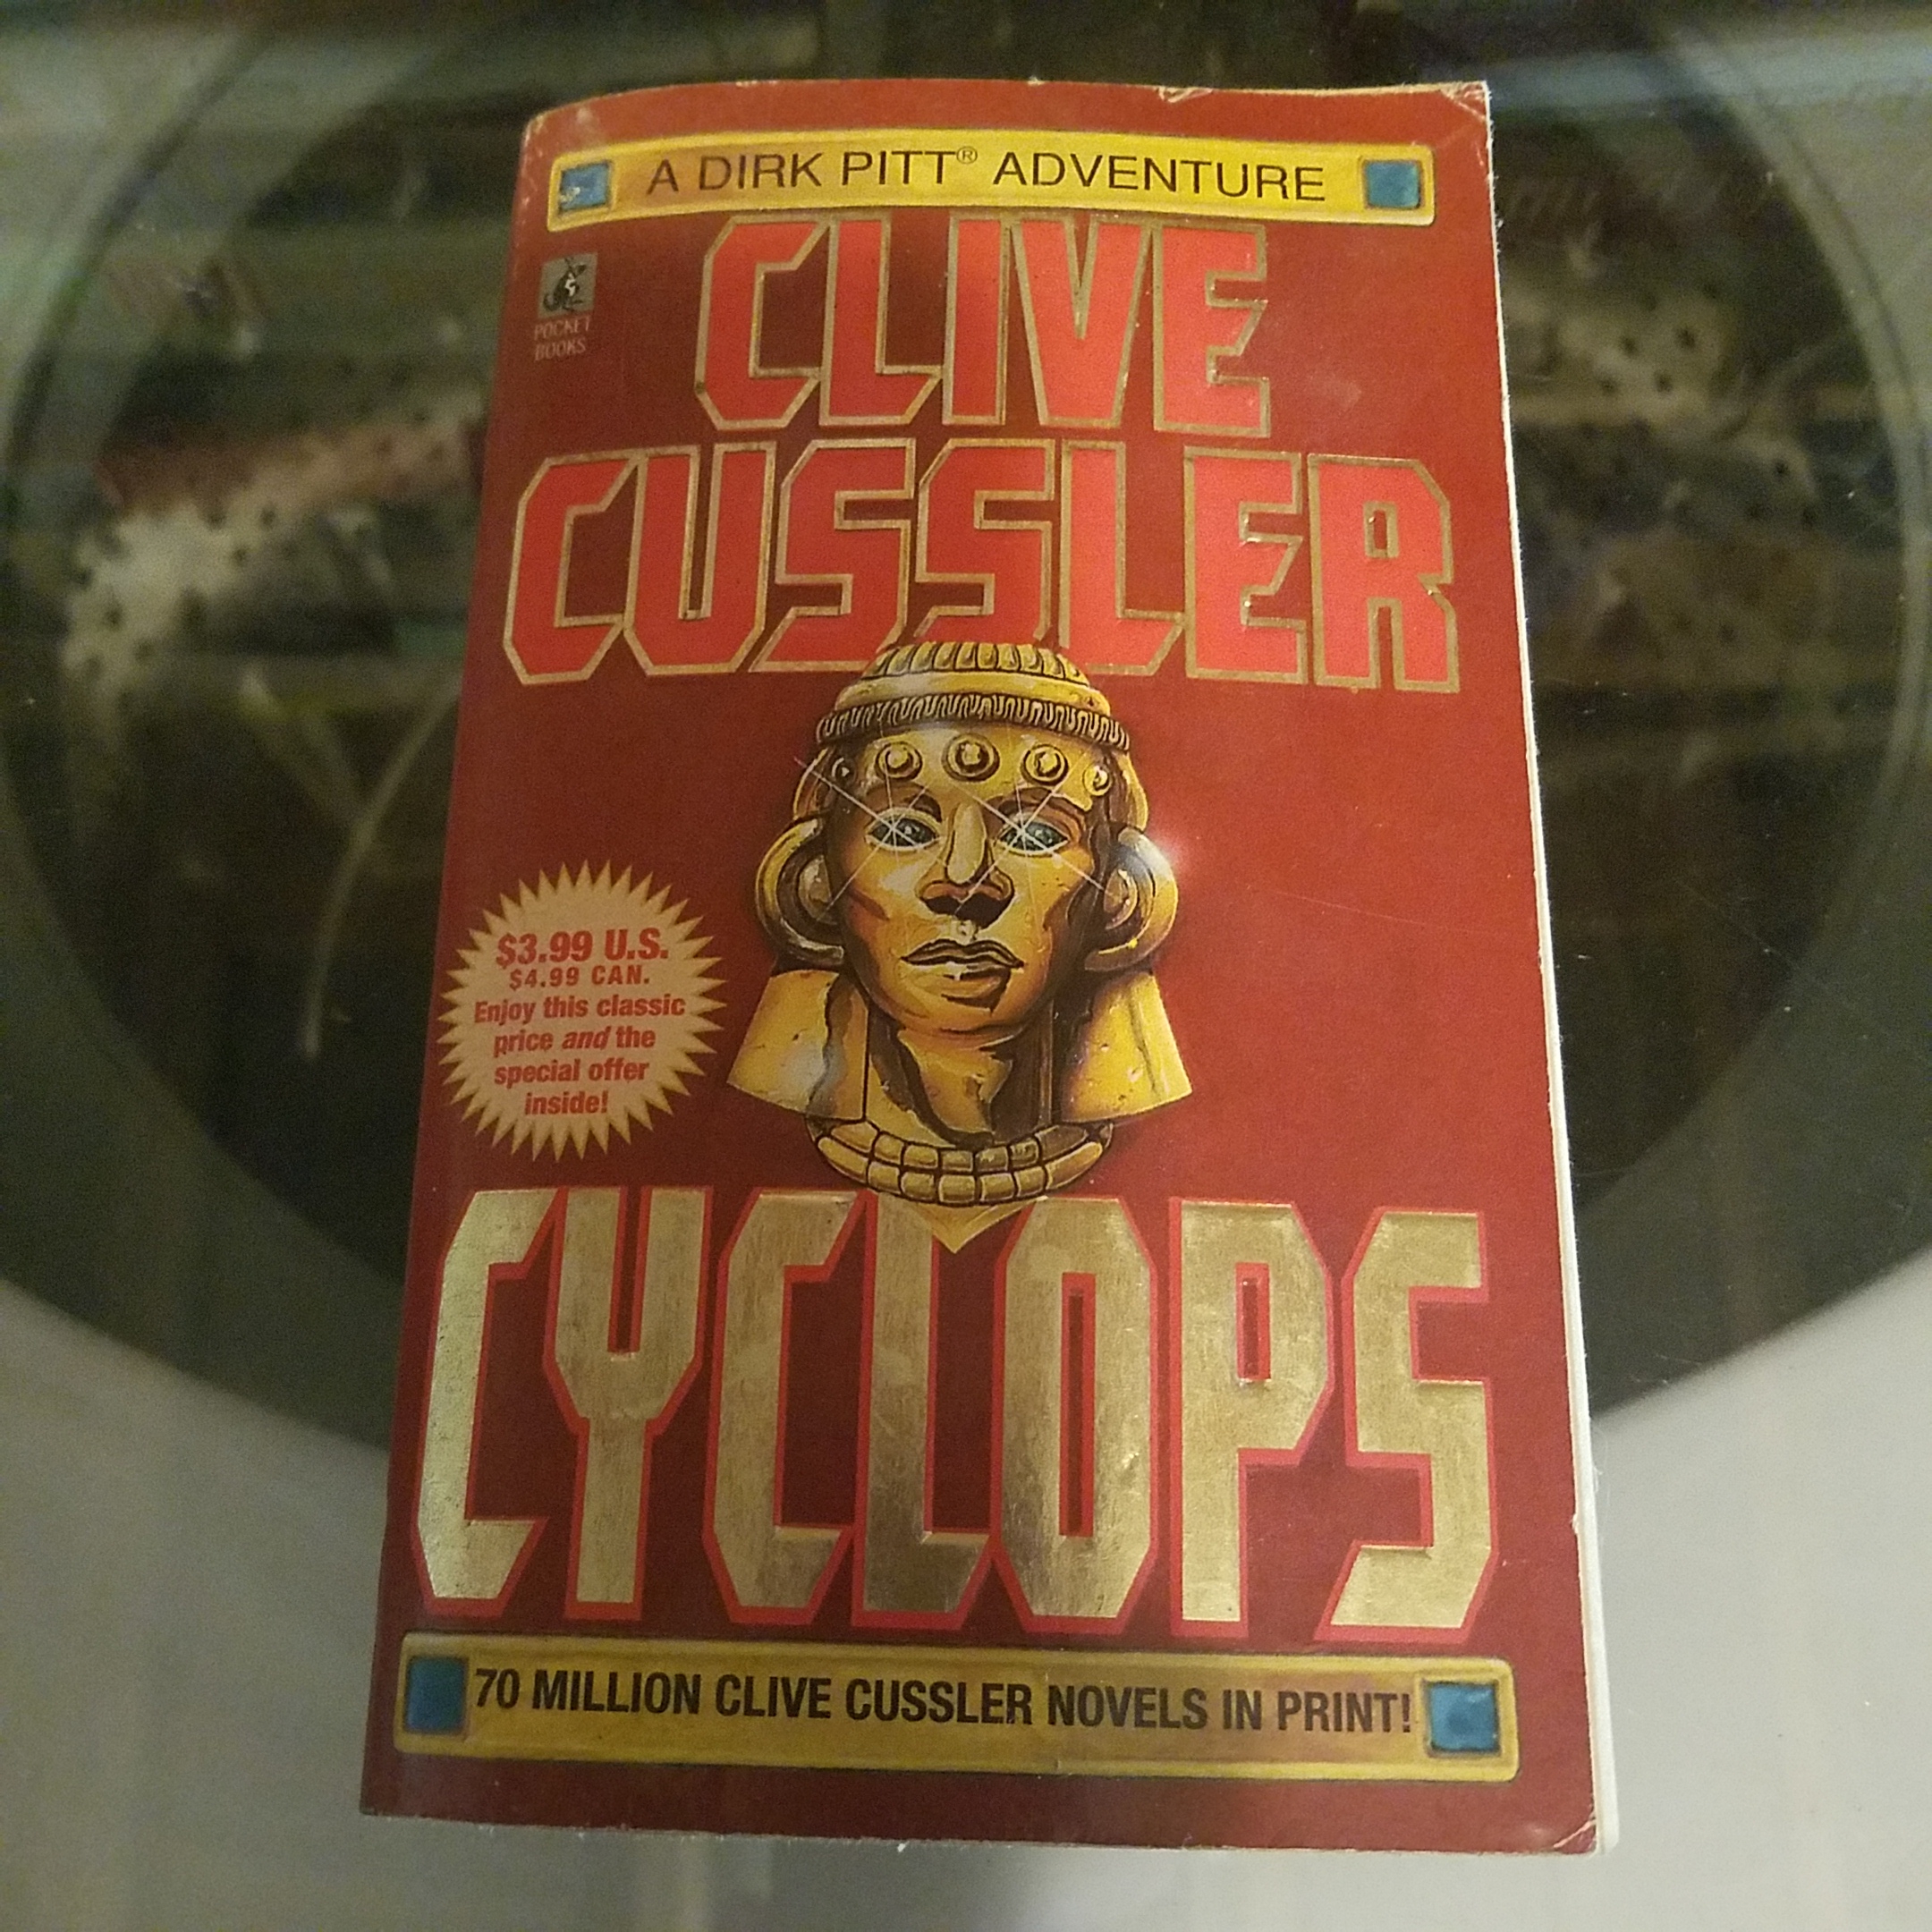 A DIRK PITT® ADVENTURE
POCKET
BOOKS
CLIVE
CUSSLER
$3.99 U.S.
$4.99 CAN.
Enjoy this classic
price and the
special offer
inside!
CYCLOPS
70 MILLION CLIVE CUSSLER NOVELS IN PRINT!